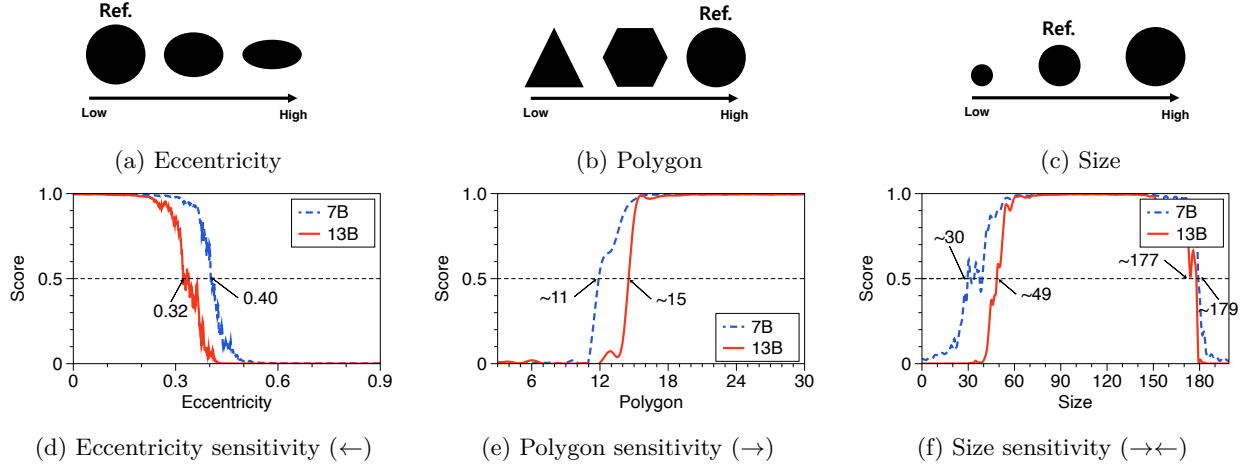 Ref.
Low
High
(a) Eccentricity
Ref.
Low
High
(b) Polygon
Ref.
Low
High
(c) Size
1.0
0.5
0
Score
7B
13B
0.32
0.40
0
0.3
0.6
0.9
Eccentricity
(d) Eccentricity sensitivity (←)
1.0
0.5
0
Score
~11
~15
7B
13B
6
12
18
24
30
Polygon
(e) Polygon sensitivity (→)
1.0
0.5
0
Score
7B
13B
~30
~49
~177
~179
0
30
60
90
120
150
180
Size
(f) Size sensitivity (→←)